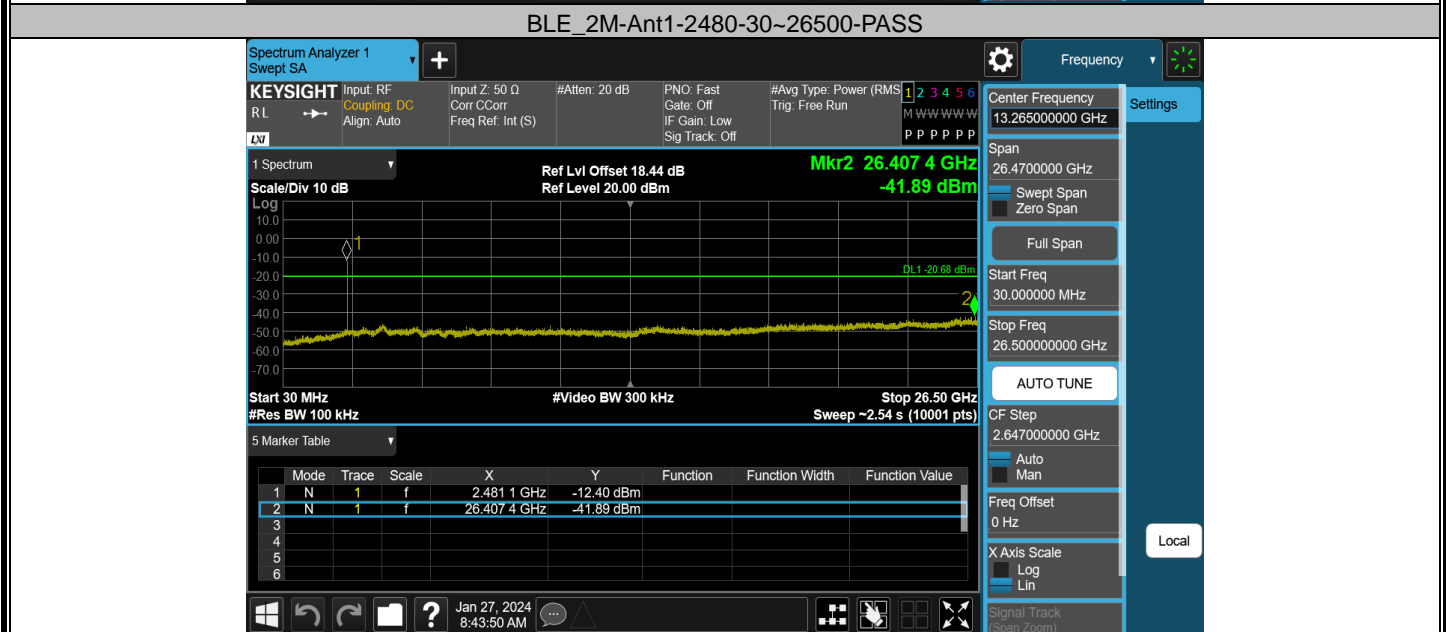 BLE_2M-Ant1-2480-30~26500-PASS
Spectrum Analyzer 1
Swept SA
+
Frequency
KEYSIGHT
RL
LXI
Input: RF
Coupling: DC
Align: Auto
Input Z: 50 Ω
Corr CCorr
Freq Ref: Int (S)
#Atten: 20 dB
PNO: Fast
Gate: Off
IF Gain: Low
Sig Track: Off
#Avg Type: Power (RMS
Trig: Free Run
1 2 3 4 5 6
M W W W W W
P P P P P P
Center Frequency
13.265000000 GHz
Settings
Span
26.4700000 GHz
Swept Span
Zero Span
Full Span
Start Freq
30.000000 MHz
Stop Freq
26.500000000 GHz
AUTO TUNE
CF Step
2.647000000 GHz
Auto
Man
Freq Offset
0 Hz
X Axis Scale
Log
Lin
Signal Track
(Span Zoom)
Local
1 Spectrum
Scale/Div 10 dB
Log
Ref Lvl Offset 18.44 dB
Ref Level 20.00 dBm
Mkr2 26.407 4 GHz
-41.89 dBm
10.0
0.00
-10.0
-20.0
-30.0
-40.0
-50.0
-60.0
-70.0
1
DL1 -20.68 dBm
2
Start 30 MHz
#Video BW 300 kHz
Stop 26.50 GHz
#Res BW 100 kHz
Sweep ~2.54 s (10001 pts)
5 Marker Table
Mode Trace Scale X Y Function Function Width Function Value
1 N 1 f 2.481 1 GHz -12.40 dBm
2 N 1 f 26.407 4 GHz -41.89 dBm
3
4
5
6
?
Jan 27, 2024
8:43:50 AM